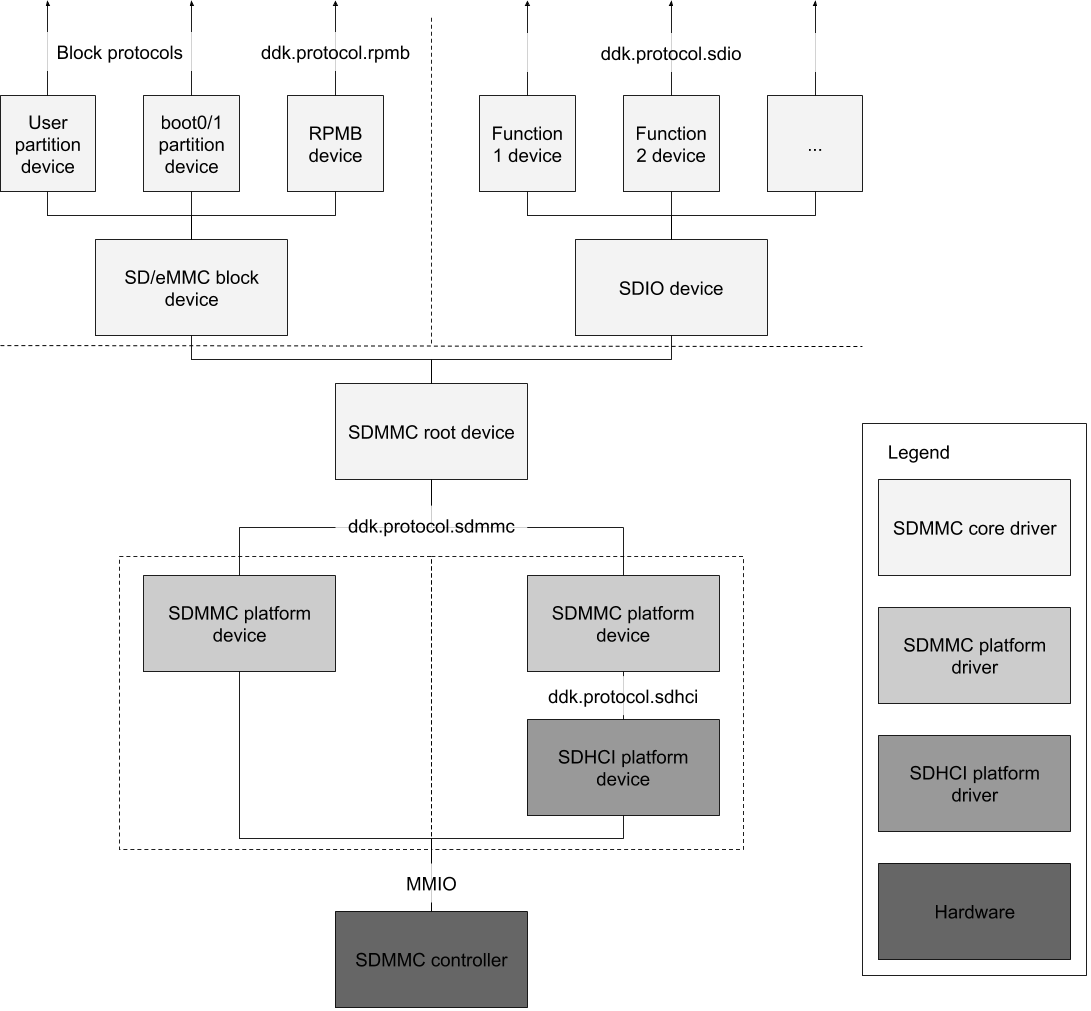 Block protocols
ddk.protocol.rpmb
ddk.protocol.sdio
User
partition
device
boot0/1
partition
device
RPMB
device
Function
1 device
Function
2 device
...
SD/eMMC block
device
SDIO device
SDMMC root device
ddk.protocol.sdmmc
SDMMC platform
device
SDMMC platform
device
ddk.protocol.sdhci
SDHCI platform
device
MMIO
SDMMC controller
Legend
SDMMC core driver
SDMMC platform
driver
SDHCI platform
driver
Hardware